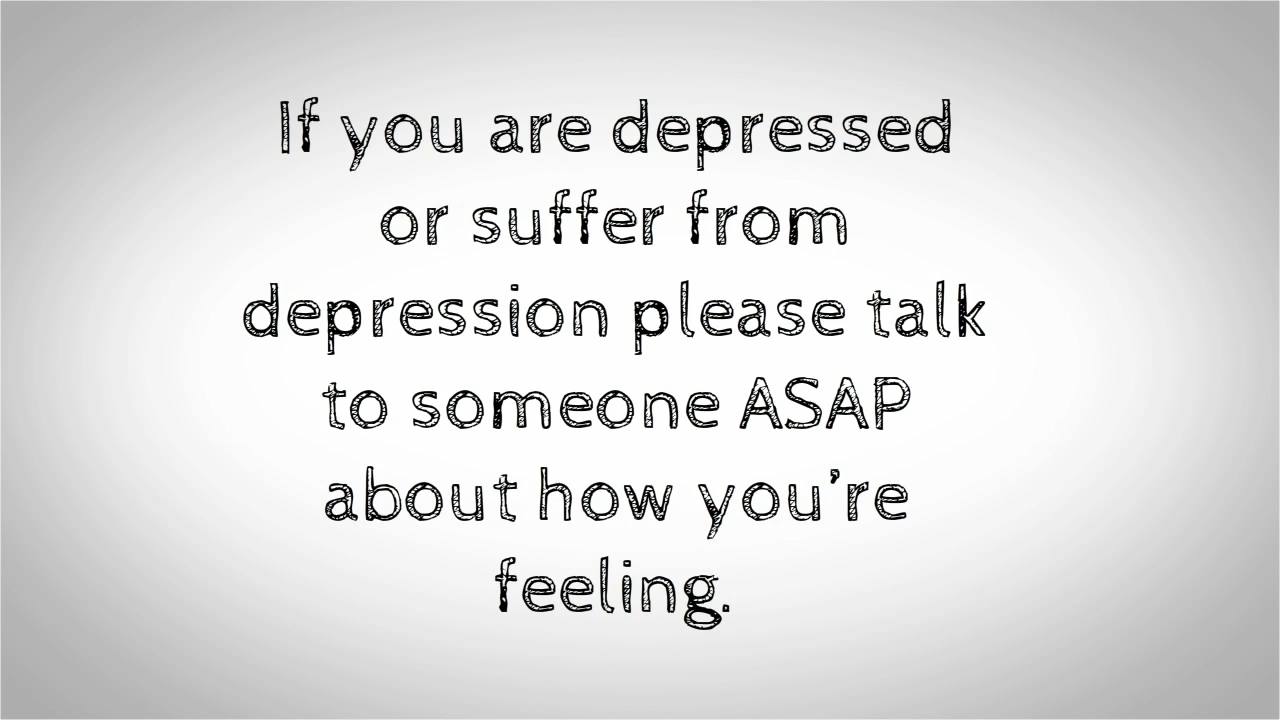 If you are depressed
or suffer from
depression please talk
to someone ASAP
about how you’re
feeling.